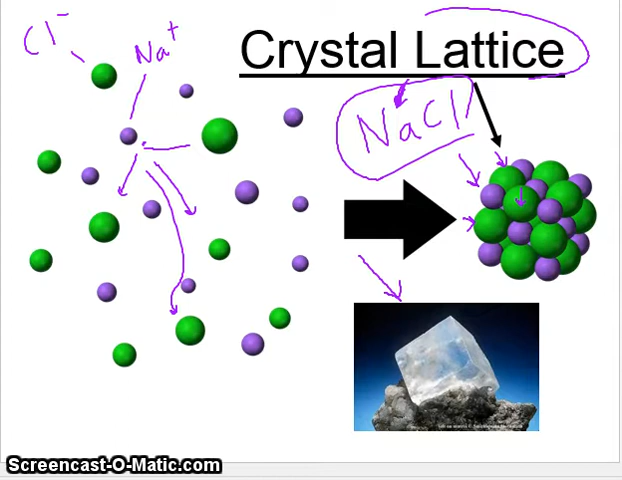 Cl⁻
Na⁺
Crystal Lattice
NaCl
Screencast-O-Matic.com